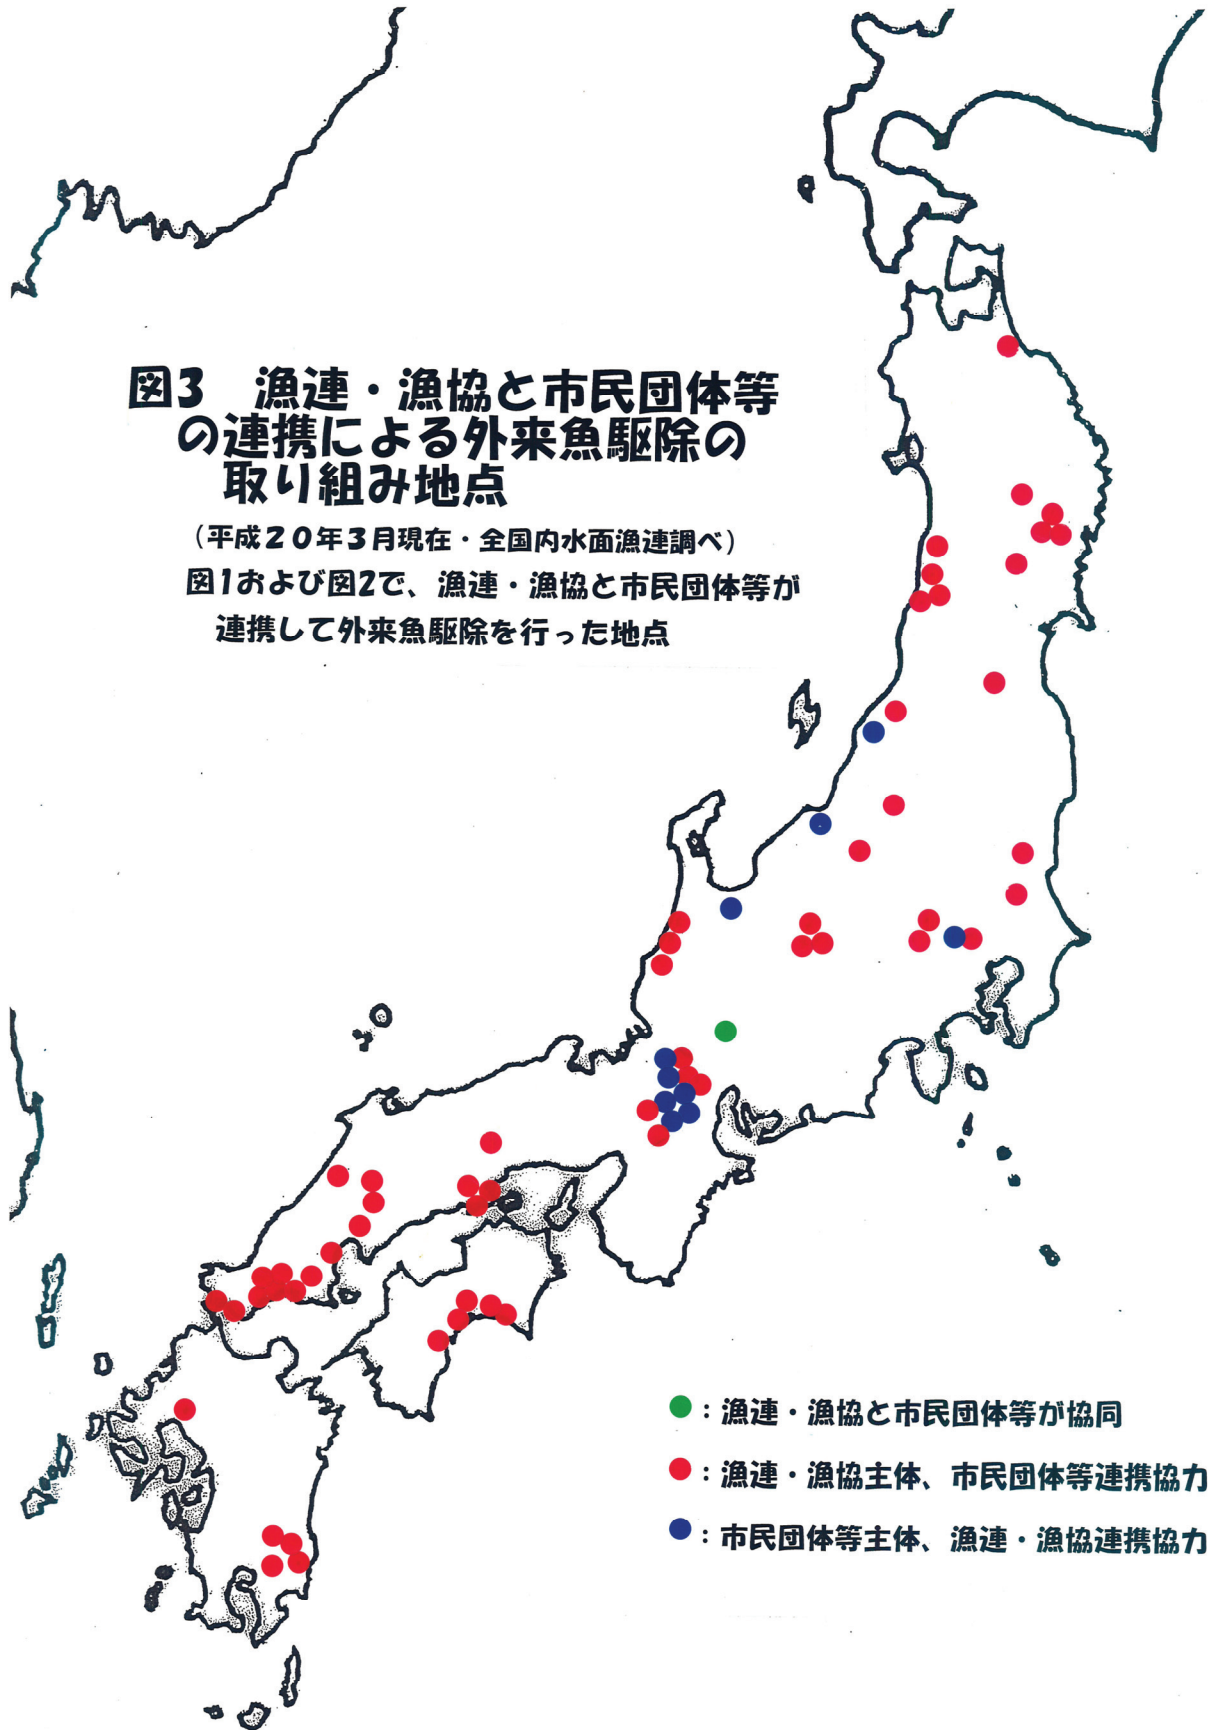 図3 漁連・漁協と市民団体等
の連携による外来魚駆除の
取り組み地点
(平成20年3月現在・全国内水面漁連調べ)
図1および図2で、漁連・漁協と市民団体等が
連携して外来魚駆除を行った地点
：漁連・漁協と市民団体等が協同
：漁連・漁協主体、市民団体等連携協力
：市民団体等主体、漁連・漁協連携協力